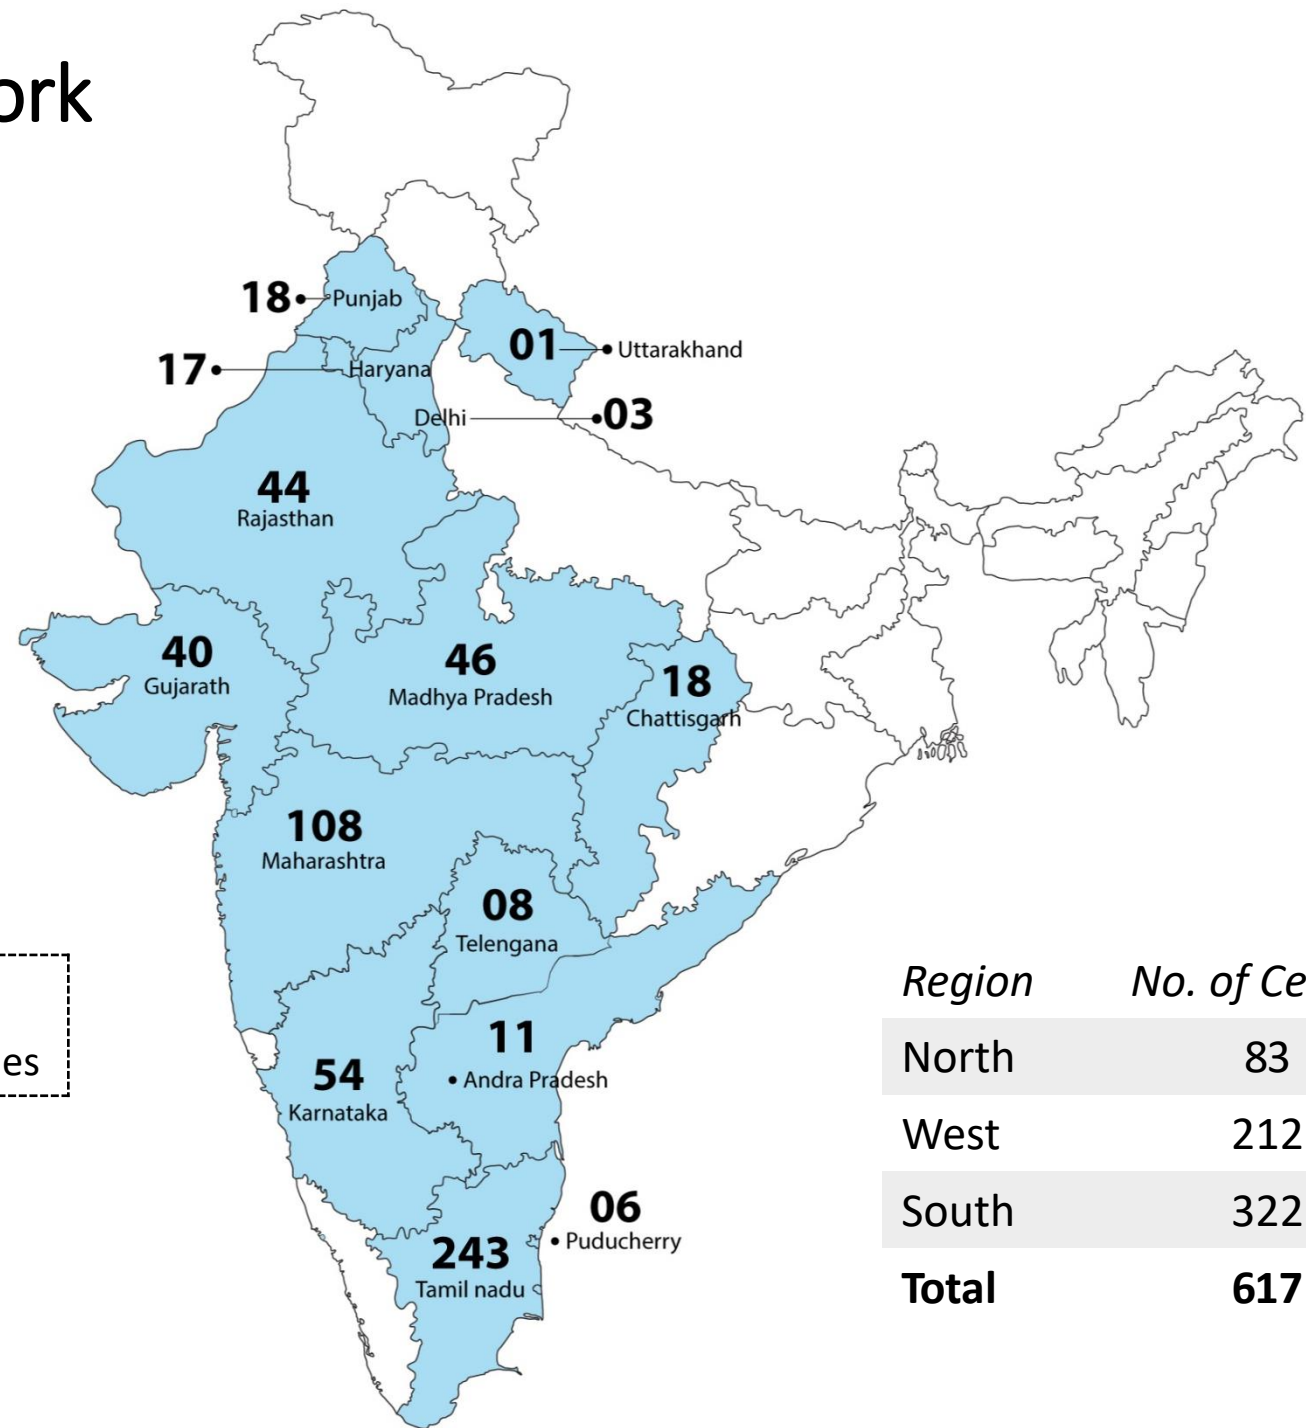 ork
18 Punjab
01 Uttarakhand
17 Haryana
Delhi 03
44
Rajasthan
40
Gujarath
46
Madhya Pradesh
18
Chattisgarh
108
Maharashtra
08
Telengana
es
11
Andra Pradesh
54
Karnataka
06
Puducherry
243
Tamil nadu
Region No. of Ce
North 83
West 212
South 322
Total 617